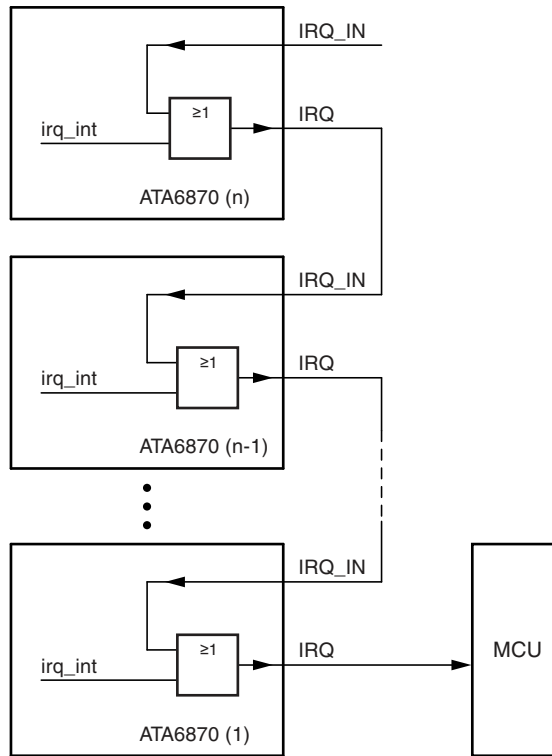 IRQ_IN
≥1
IRQ
irq_int
ATA6870 (n)
IRQ_IN
≥1
IRQ
irq_int
ATA6870 (n-1)
IRQ_IN
≥1
IRQ
MCU
irq_int
ATA6870 (1)